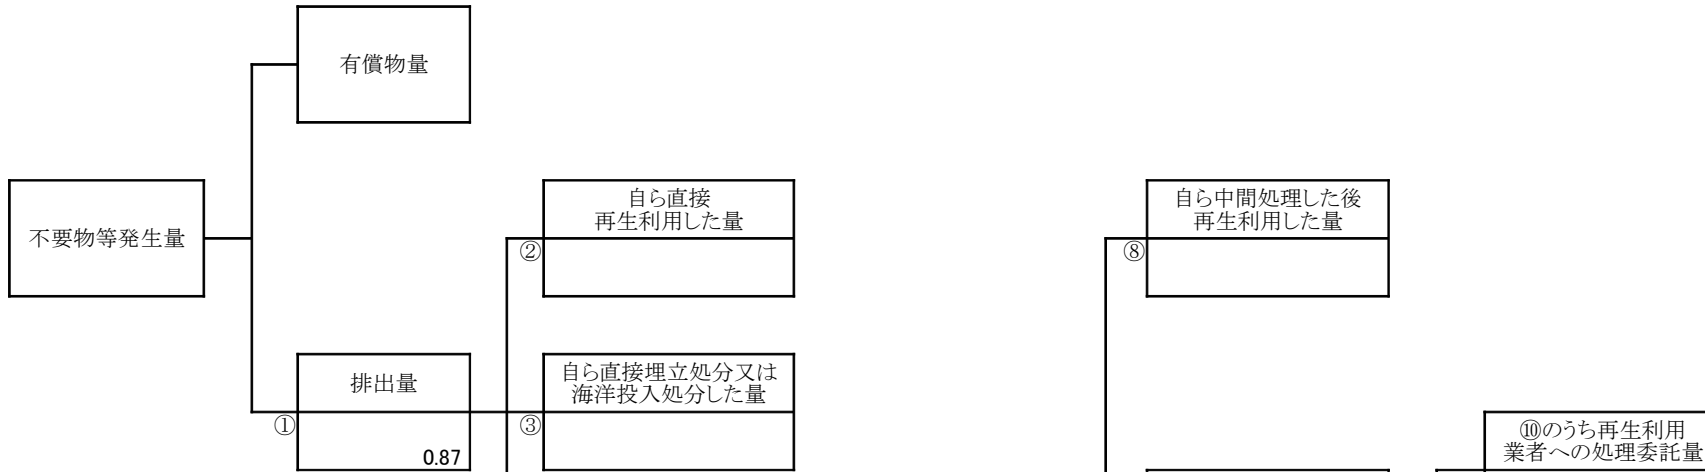 有償物量
不要物等発生量
自ら直接
再生利用した量
②
自ら中間処理した後
再生利用した量
⑧
排出量
①
0.87
自ら直接埋立処分又は
海洋投入処分した量
③
⑩のうち再生利用
業者への処理委託量